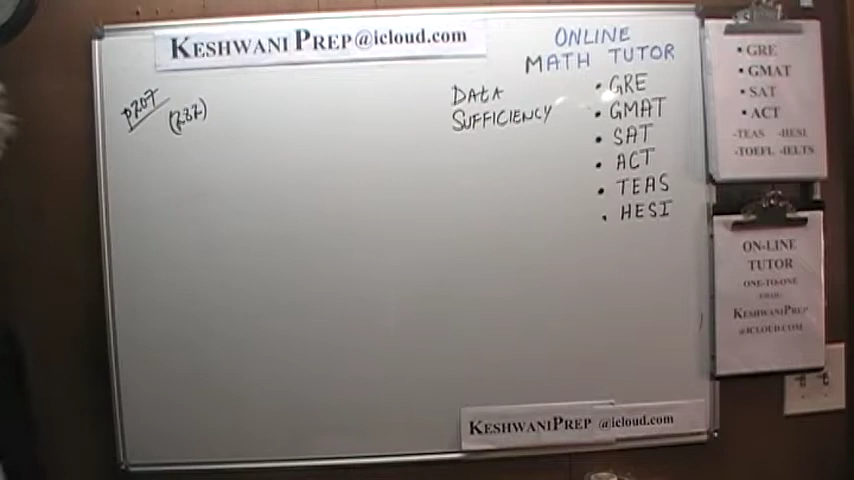 KESHWANI PREP@icloud.com
p207
(232)
DATA
SUFFICIENCY
ONLINE
MATH TUTOR
• GRE
• GMAT
• SAT
• ACT
• TEAS
• HESI
• GRE
• GMAT
• SAT
• ACT
-TEAS -HESI
-TOEFL -IELTS
ON-LINE
TUTOR
ONE-TO-ONE
KESHWANIPREP
@ICLOUD.COM
KESHWANIPREP @icloud.com